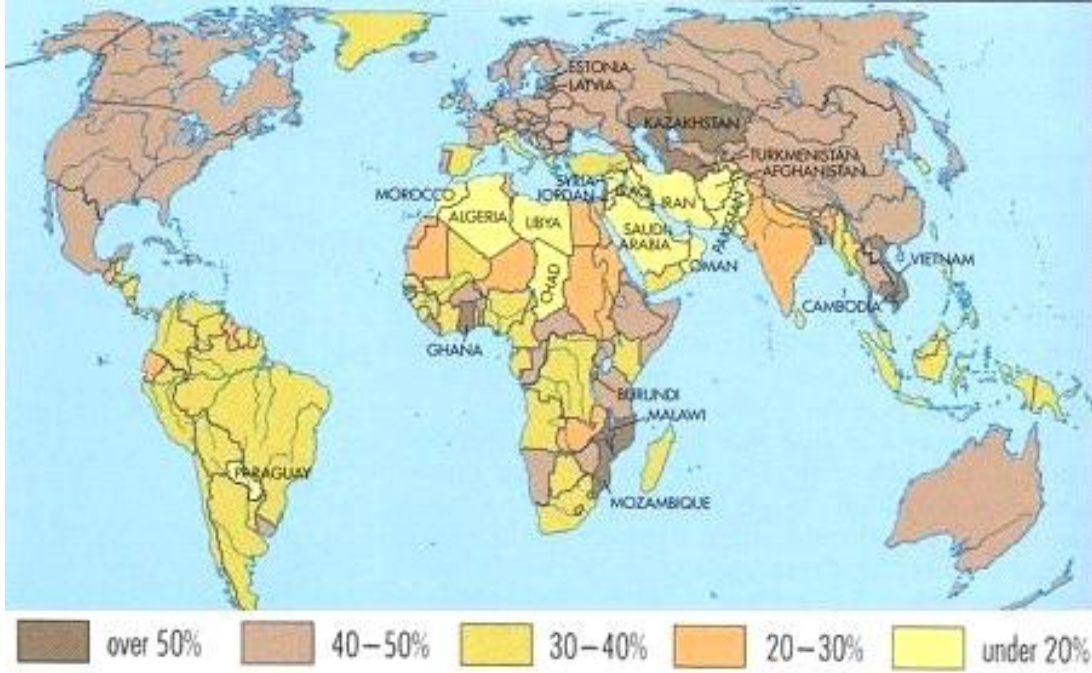 ESTONIA
LATVIA
KAZAKHSTAN
TURKMENISTAN
AFGHANISTAN
SYRIA
JORDAN
IRAQ
IRAN
PAKISTAN
MOROCCO
ALGERIA
LIBYA
SAUDI
ARABIA
OMAN
CHAD
VIETNAM
CAMBODIA
GHANA
BURUNDI
MALAWI
MOZAMBIQUE
PARAGUAY
over 50%
40–50%
30–40%
20–30%
under 20%